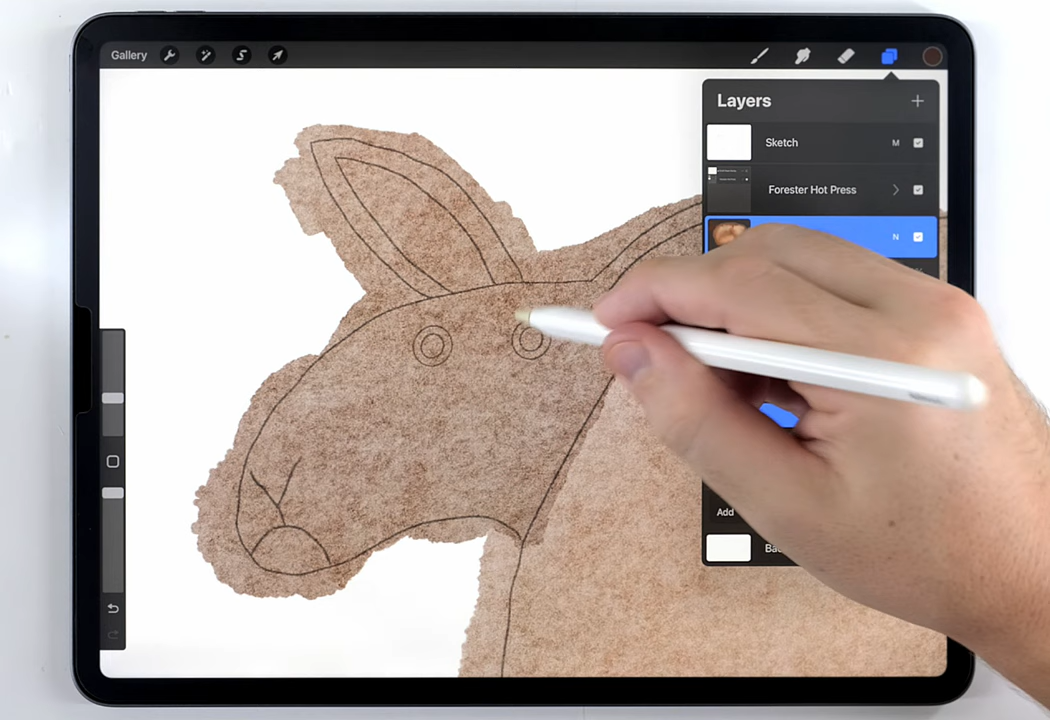 Gallery
Layers
Sketch M
Forester Hot Press
N
Add